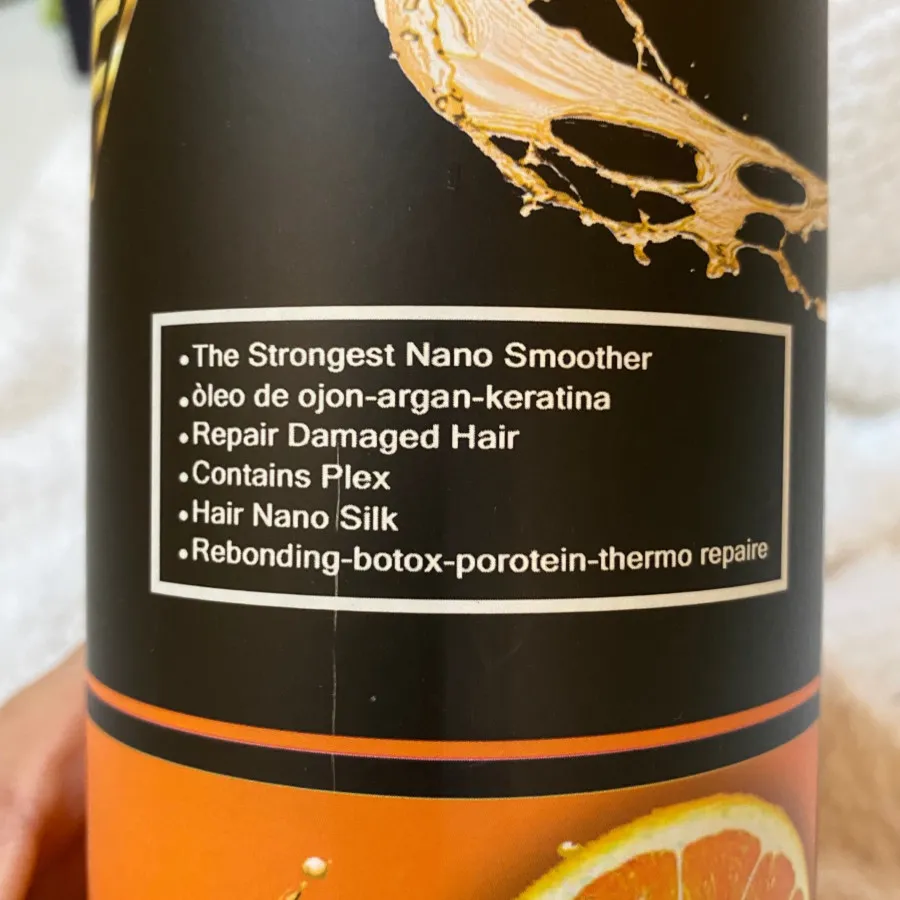 •The Strongest Nano Smoother
•òleo de ojon-argan-keratina
•Repair Damaged Hair
•Contains Plex
•Hair Nano Silk
•Rebonding-botox-porotein-thermo repaire